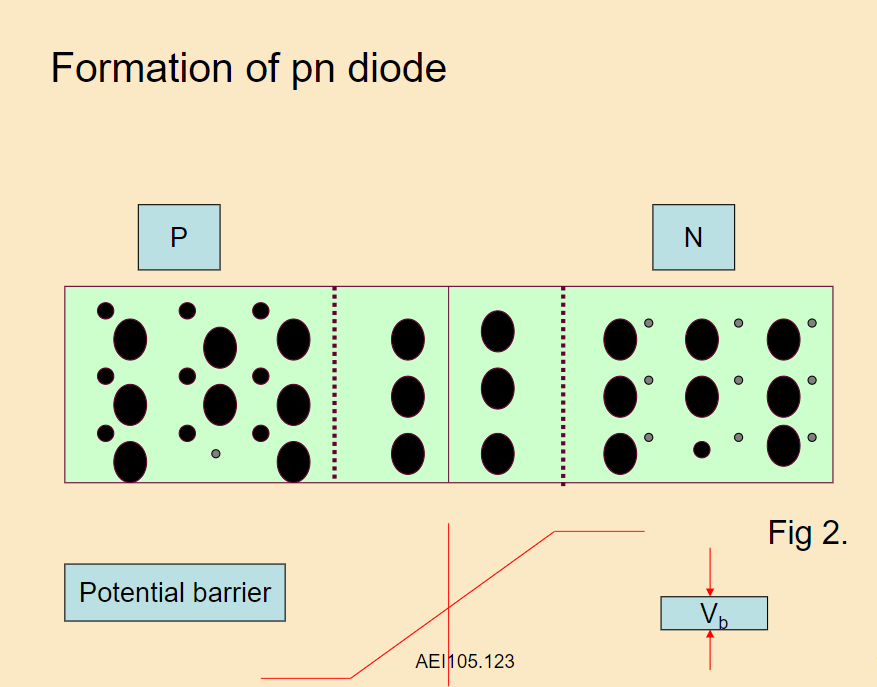 Formation of pn diode
P
N
Fig 2.
Potential barrier
Vb
AEI105.123